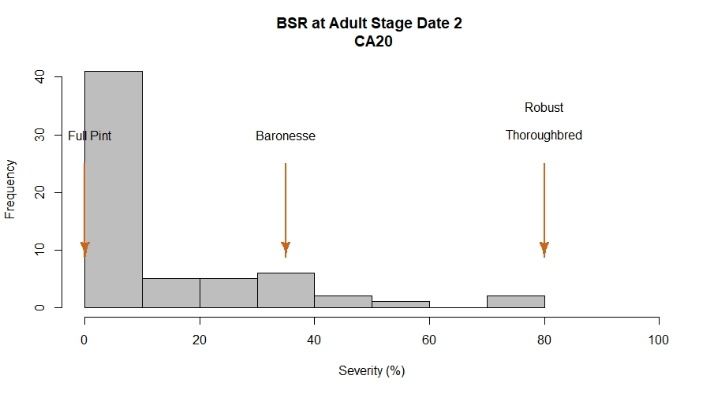 BSR at Adult Stage Date 2
CA20
Robust
Full Pint
Baronesse
Thoroughbred
Frequency
40
30
20
10
0
0 20 40 60 80 100
Severity (%)